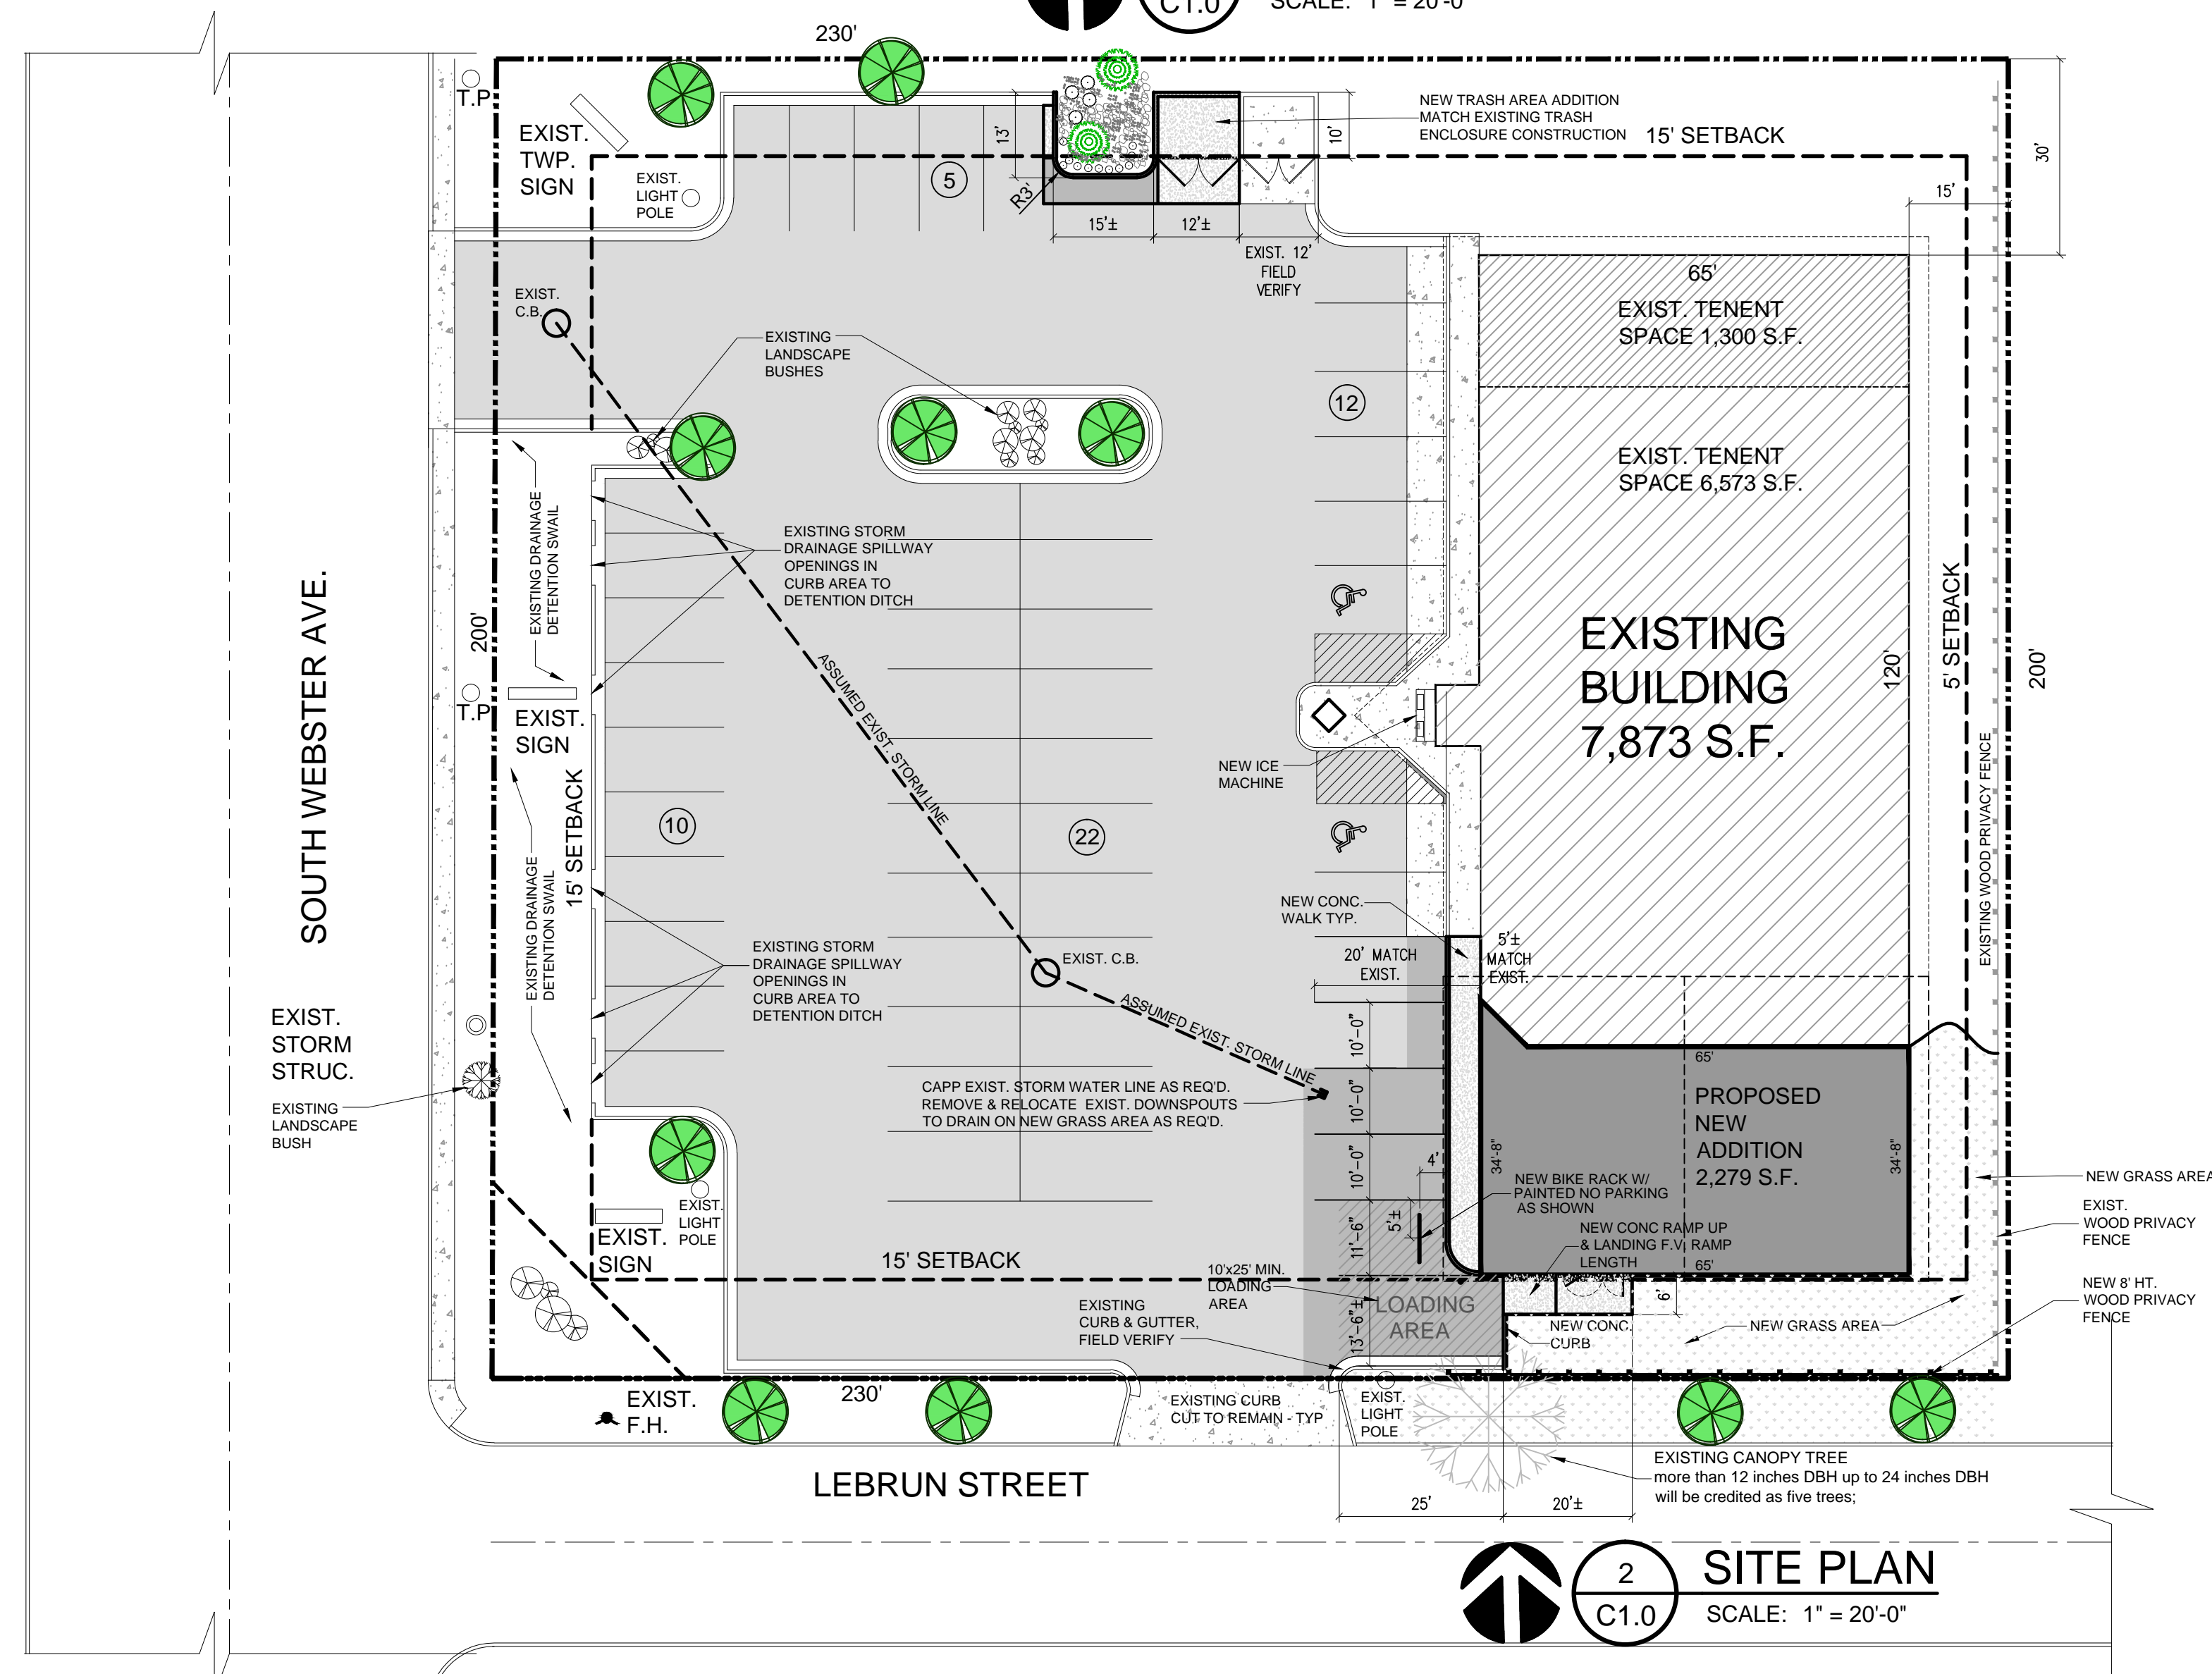 C1.0
SCALE: 1" = 20'-0"
230'
T.P.
EXIST.
TWP.
SIGN
EXIST.
LIGHT
POLE
5
13'
R3'
15'±
12'±
10'
EXIST. 12'
FIELD
VERIFY
NEW TRASH AREA ADDITION
MATCH EXISTING TRASH
ENCLOSURE CONSTRUCTION
15' SETBACK
30'
15'
EXIST.
C.B.
EXISTING
LANDSCAPE
BUSHES
12
65'
EXIST. TENENT
SPACE 1,300 S.F.
EXIST. TENENT
SPACE 6,573 S.F.
EXISTING DRAINAGE
DETENTION SWAIL
EXISTING STORM
DRAINAGE SPILLWAY
OPENINGS IN
CURB AREA TO
DETENTION DITCH
SOUTH WEBSTER AVE.
200'
T.P.
EXIST.
SIGN
15' SETBACK
EXISTING DRAINAGE
DETENTION SWAIL
10
ASSUMED EXIST. STORM LINE
22
NEW ICE
MACHINE
EXISTING
BUILDING
7,873 S.F.
120'
5' SETBACK
200'
EXISTING WOOD PRIVACY FENCE
NEW CONC.
WALK TYP.
20' MATCH
EXIST.
5'±
MATCH
EXIST.
EXISTING STORM
DRAINAGE SPILLWAY
OPENINGS IN
CURB AREA TO
DETENTION DITCH
EXIST. C.B.
ASSUMED EXIST. STORM LINE
EXIST.
STORM
STRUC.
EXISTING
LANDSCAPE
BUSH
CAPP EXIST. STORM WATER LINE AS REQ'D.
REMOVE & RELOCATE EXIST. DOWNSPOUTS
TO DRAIN ON NEW GRASS AREA AS REQ'D.
10'-0"
10'-0"
10'-0"
11'-6"
13'-6"±
4'
5'±
34'-8"
65'
PROPOSED
NEW
ADDITION
2,279 S.F.
34'-8"
NEW BIKE RACK W/
PAINTED NO PARKING
AS SHOWN
NEW CONC RAMP UP
& LANDING F.V. RAMP
LENGTH
65'
6'
NEW GRASS AREA
EXIST.
WOOD PRIVACY
FENCE
NEW 8' HT.
WOOD PRIVACY
FENCE
EXIST.
LIGHT
POLE
EXIST.
SIGN
15' SETBACK
10'x25' MIN.
LOADING
AREA
LOADING
AREA
EXISTING
CURB & GUTTER,
FIELD VERIFY
NEW CONC.
CURB
NEW GRASS AREA
230'
EXIST.
F.H.
EXISTING CURB
CUT TO REMAIN - TYP
EXIST.
LIGHT
POLE
EXISTING CANOPY TREE
more than 12 inches DBH up to 24 inches DBH
will be credited as five trees;
25'
20'±
LEBRUN STREET
2
C1.0
SITE PLAN
SCALE: 1" = 20'-0"